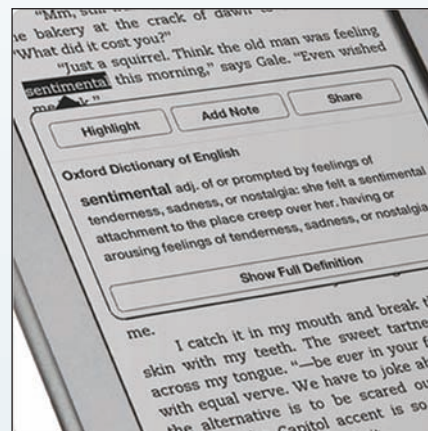 "Mm, still
he bakery at the crack of dawn to
"What did it cost you?"
"Just a squirrel. Think the old man was feeling
sentimental this morning," says Gale. "Even wished
Highlight
Add Note
Share
Oxford Dictionary of English
sentimental adj. of or prompted by feelings of
tenderness, sadness, or nostalgia: she felt a sentimental
attachment to the place creep over her. having or
arousing feelings of tenderness, sadness, or nostalgia
Show Full Definition
me.
I catch it in my mouth and break t
skin with my teeth. The sweet tartne
across my tongue. "—be ever in your f
with equal verve. We have to joke ab
the alternative is to be scared ou
Capitol accent is so